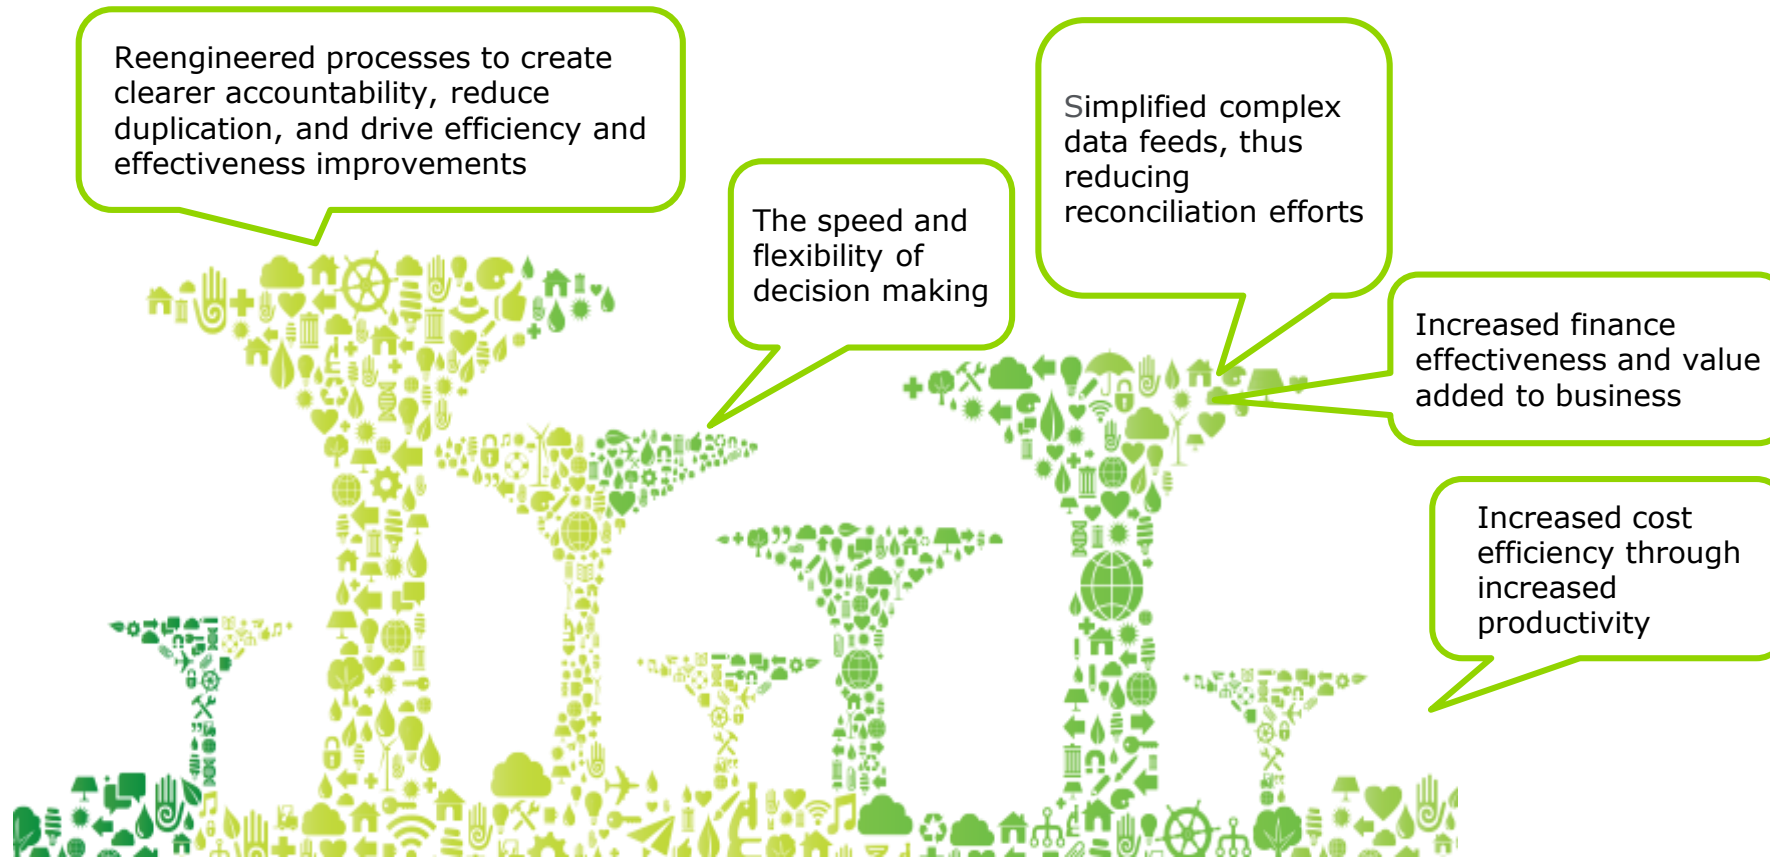 Reengineered processes to create
clearer accountability, reduce
duplication, and drive efficiency and
effectiveness improvements
The speed and
flexibility of
decision making
Simplified complex
data feeds, thus
reducing
reconciliation efforts
Increased finance
effectiveness and value
added to business
Increased cost
efficiency through
increased
productivity